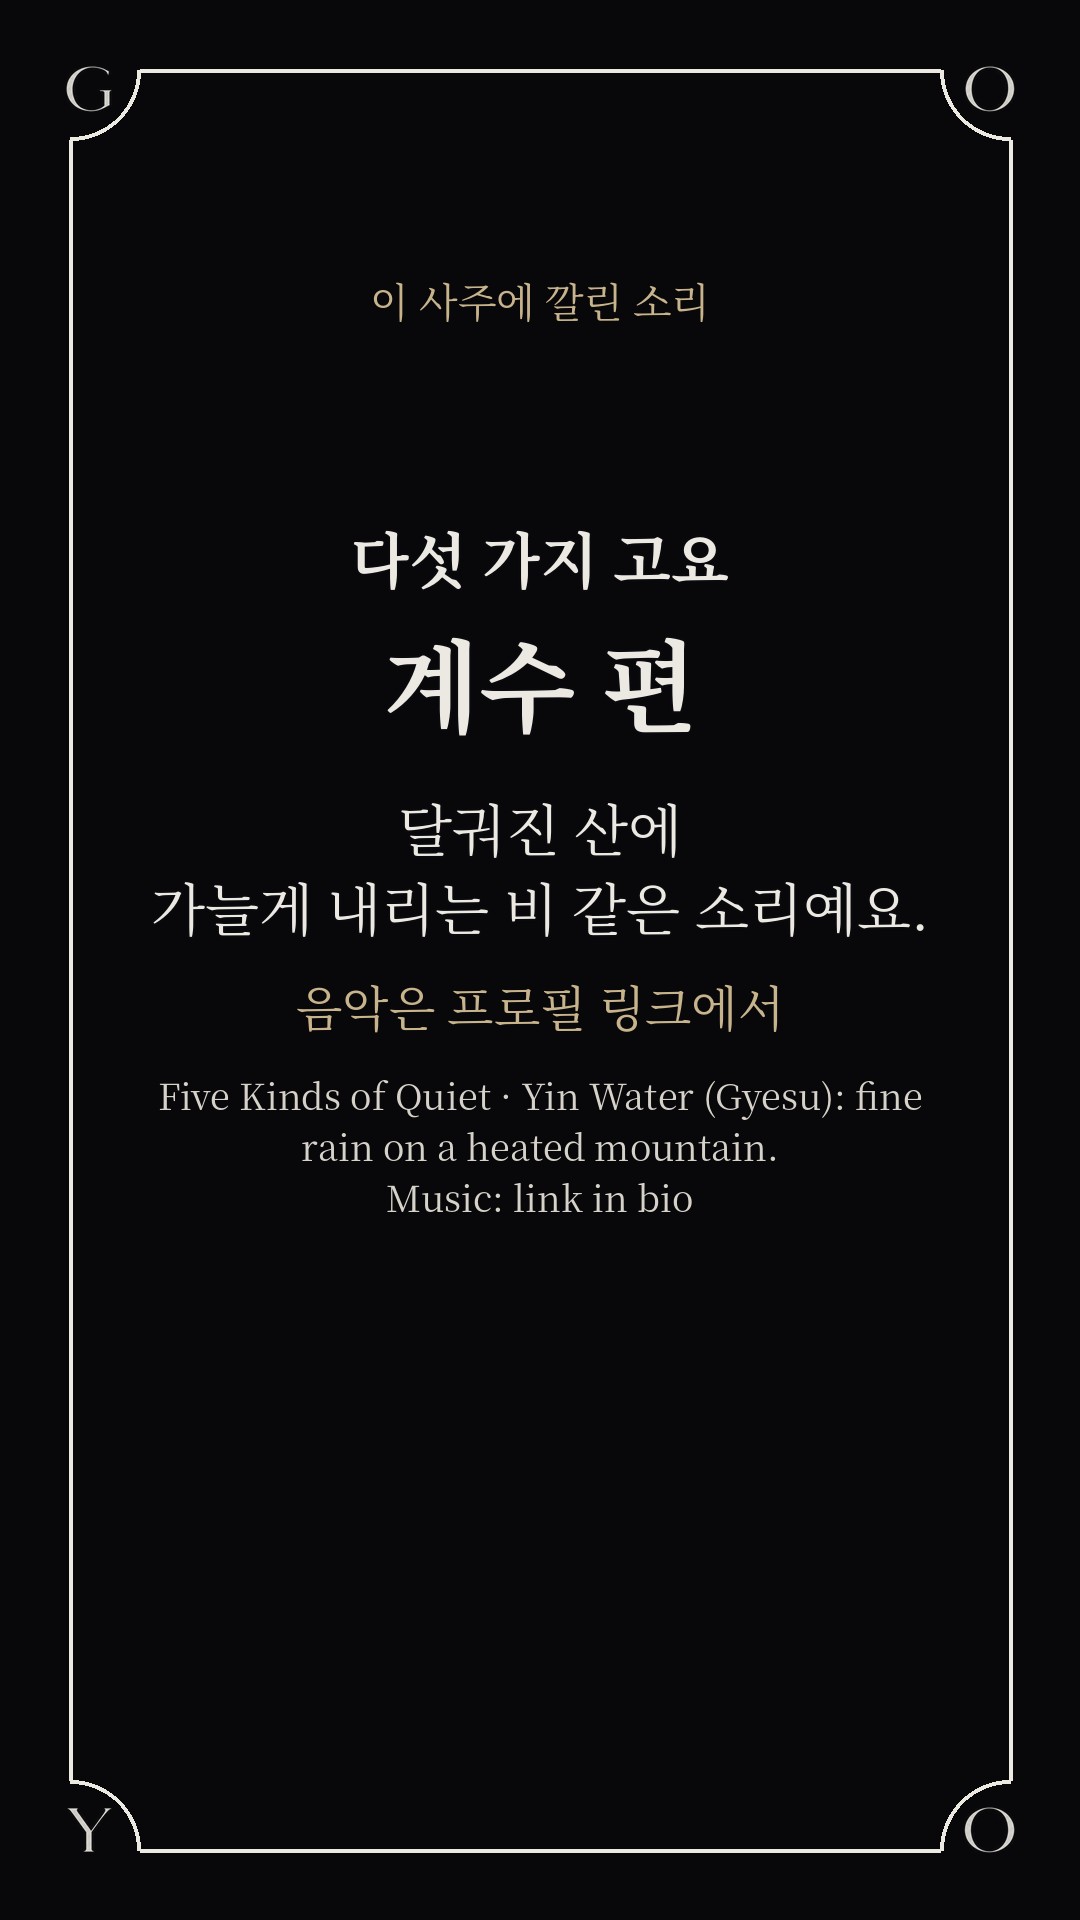 G O
이 사주에 깔린 소리
다섯 가지 고요
계수 편
달궈진 산에
가늘게 내리는 비 같은 소리예요.
음악은 프로필 링크에서
Five Kinds of Quiet · Yin Water (Gyesu): fine
rain on a heated mountain.
Music: link in bio
Y O